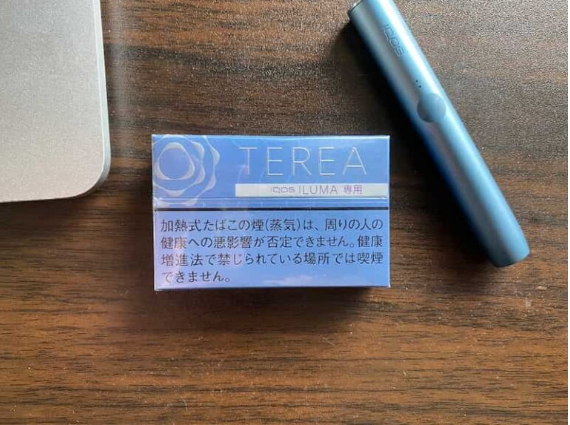 TEREA
IQOS ILUMA 専用
加熱式たばこの煙(蒸気)は、周りの人の
健康への悪影響が否定できません。健康
増進法で禁じられている場所では喫煙
できません。
IQOS